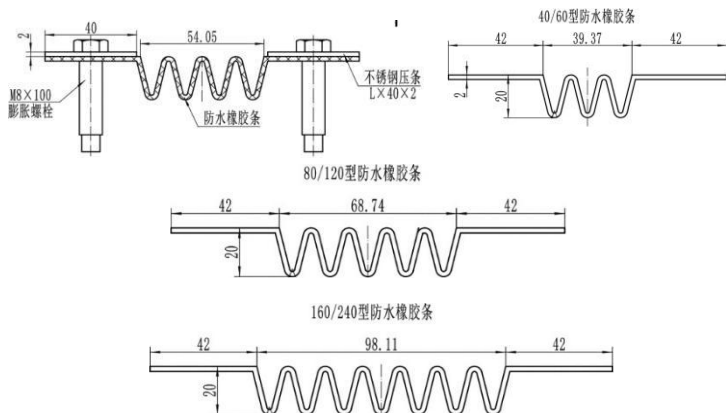 40/60型防水橡胶条
40
54.05
42
39.37
42
2
不锈钢压条
L×40×2
M8×100
膨胀螺栓
防水橡胶条
2
20
80/120型防水橡胶条
42
68.74
42
20
160/240型防水橡胶条
42
98.11
42
20